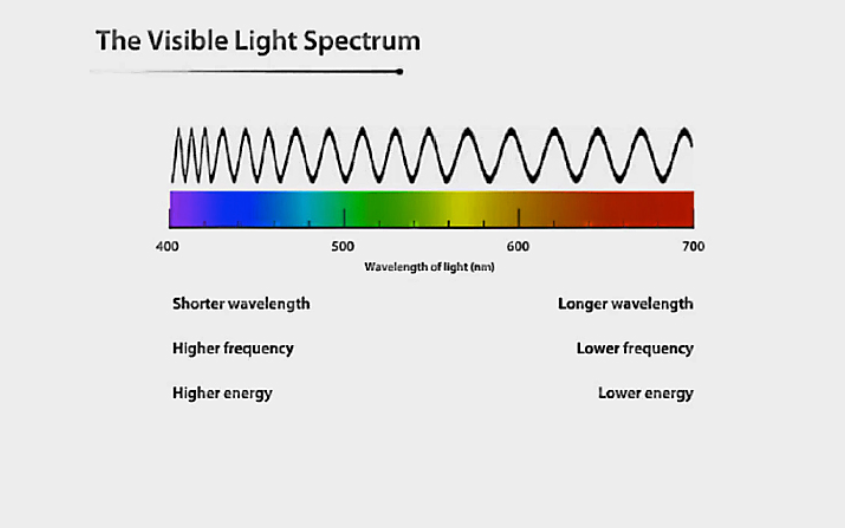 The Visible Light Spectrum
400 500 600 700
Wavelength of light (nm)
Shorter wavelength Longer wavelength
Higher frequency Lower frequency
Higher energy Lower energy